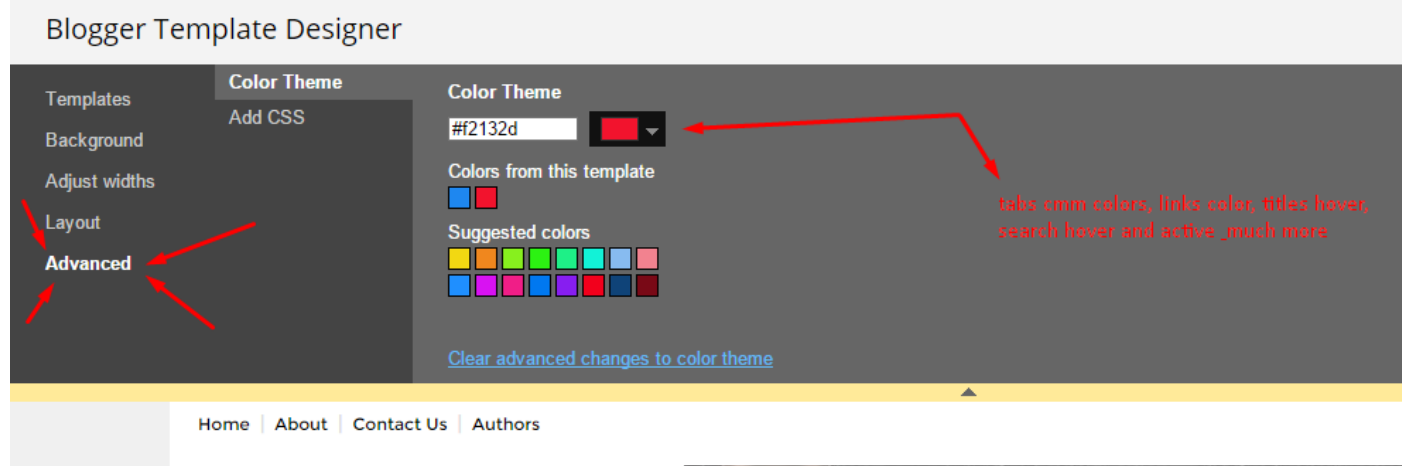 Blogger Template Designer
Templates
Background
Adjust widths
Layout
Advanced
Color Theme
Add CSS
Color Theme
#f2132d
Colors from this template
Suggested colors
Clear advanced changes to color theme
tabs cmm colors, links color, titles hover,
search hover and active _much more
Home About Contact Us Authors